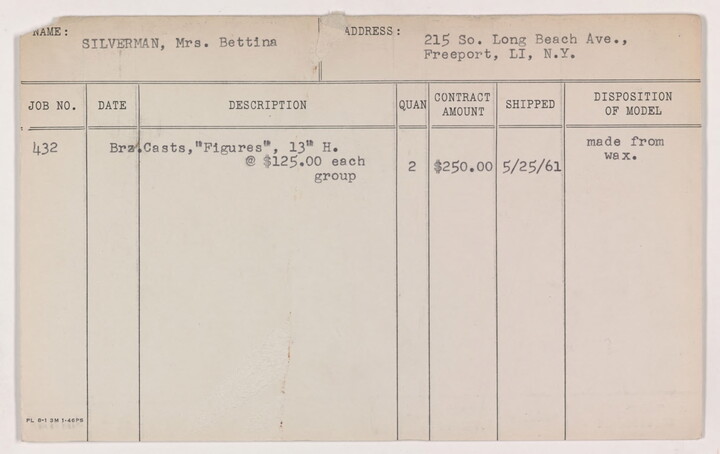 NAME: SILVERMAN, Mrs. Bettina ADDRESS: 215 So. Long Beach Ave.,
Freeport, LI, N.Y.
JOB NO. DATE DESCRIPTION QUAN CONTRACT AMOUNT SHIPPED DISPOSITION OF MODEL
432 Brz.Casts,"Figures", 13" H. made from
@ $125.00 each 2 $250.00 5/25/61 wax.
group